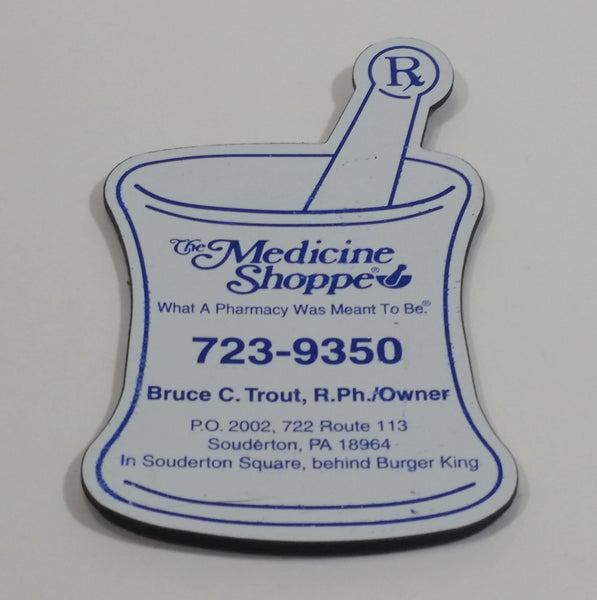 Rx
The Medicine
Shoppe®
What A Pharmacy Was Meant To Be.®
723-9350
Bruce C. Trout, R.Ph./Owner
P.O. 2002, 722 Route 113
Souderton, PA 18964
In Souderton Square, behind Burger King